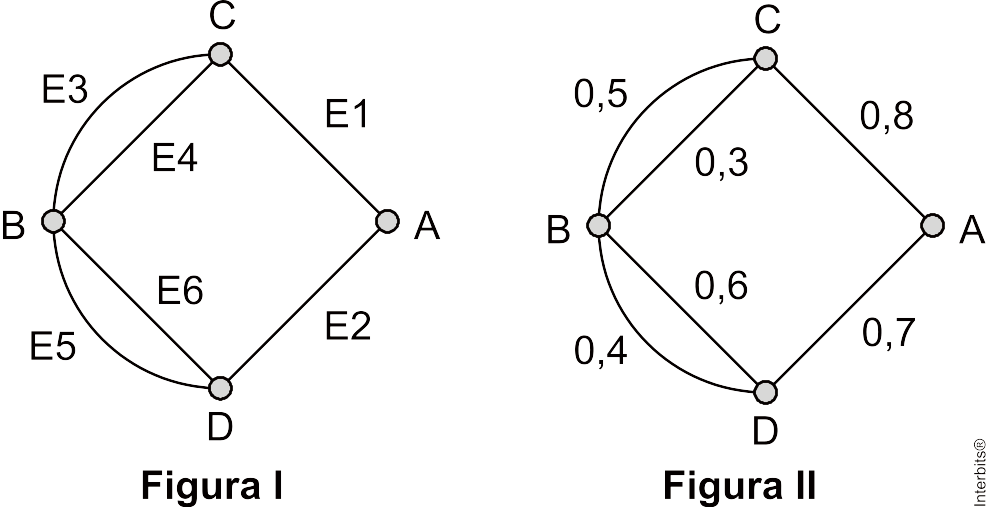 C
E3
E1
E4
B
A
E6
E5
E2
D
Figura I
C
0,5
0,8
0,3
B
A
0,6
0,4
0,7
D
Figura II
Interbits®